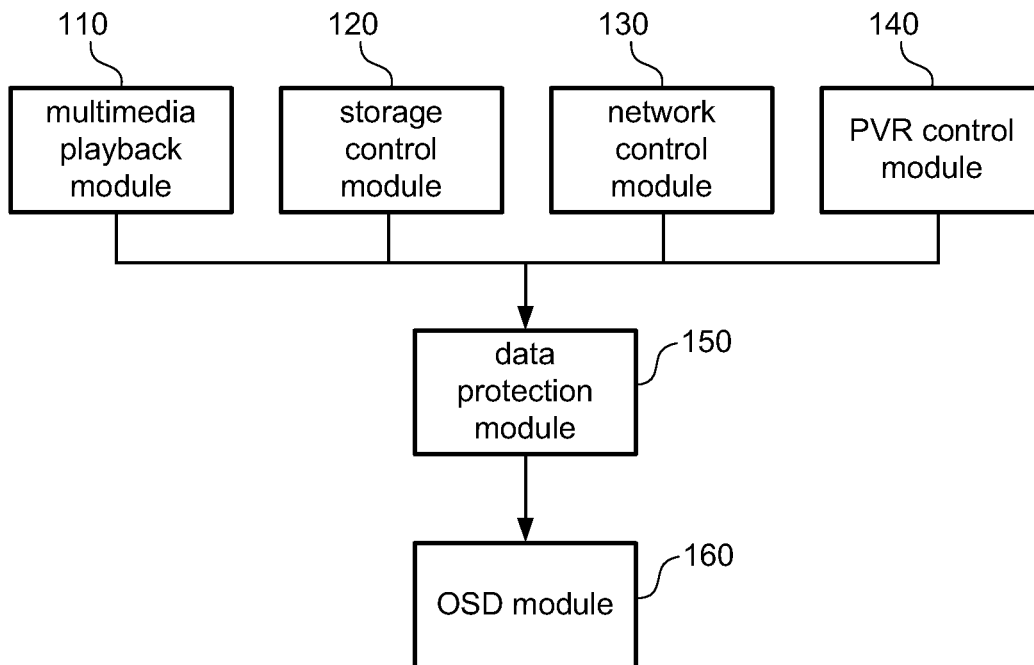 110
120
130
140
multimedia
playback
module
storage
control
module
network
control
module
PVR control
module
data
protection
module
150
OSD module
160